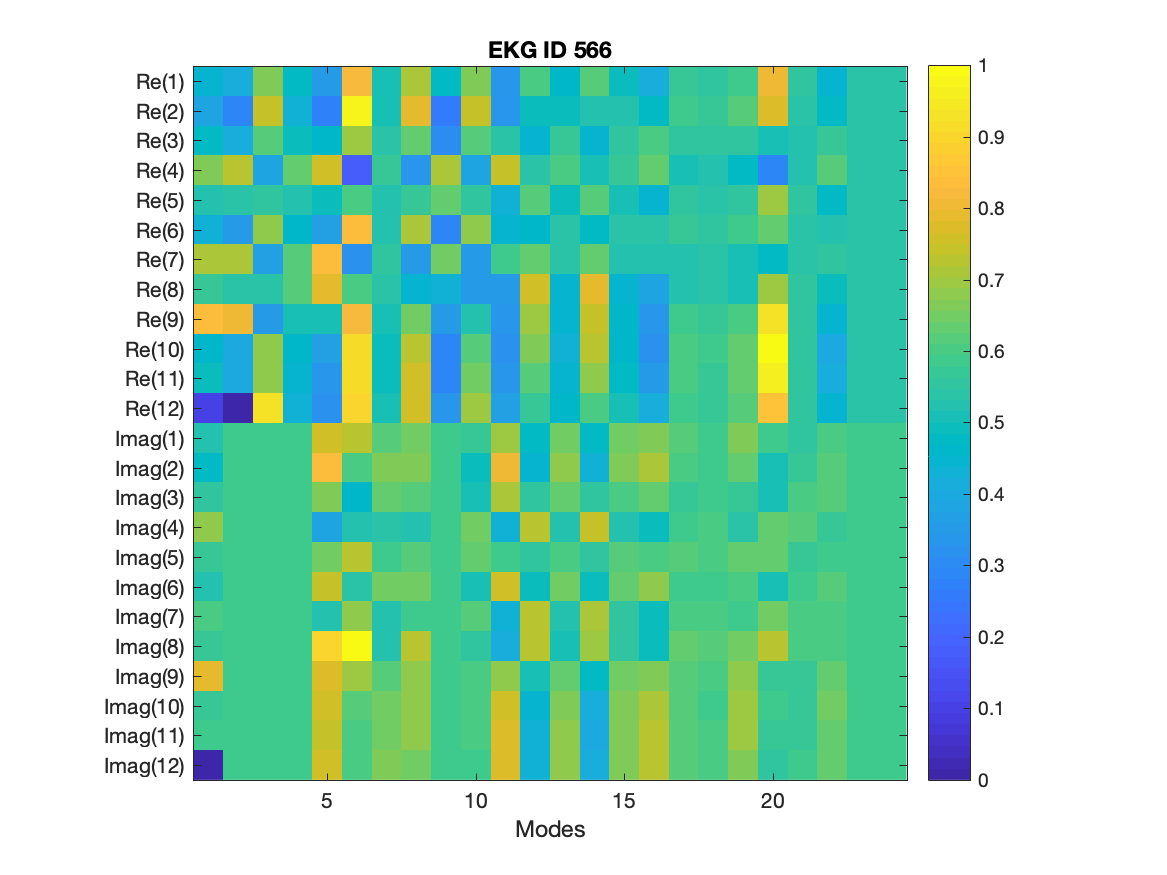 EKG ID 566
Re(1)
Re(2)
Re(3)
Re(4)
Re(5)
Re(6)
Re(7)
Re(8)
Re(9)
Re(10)
Re(11)
Re(12)
Imag(1)
Imag(2)
Imag(3)
Imag(4)
Imag(5)
Imag(6)
Imag(7)
Imag(8)
Imag(9)
Imag(10)
Imag(11)
Imag(12)
5 10 15 20
Modes
1
0.9
0.8
0.7
0.6
0.5
0.4
0.3
0.2
0.1
0